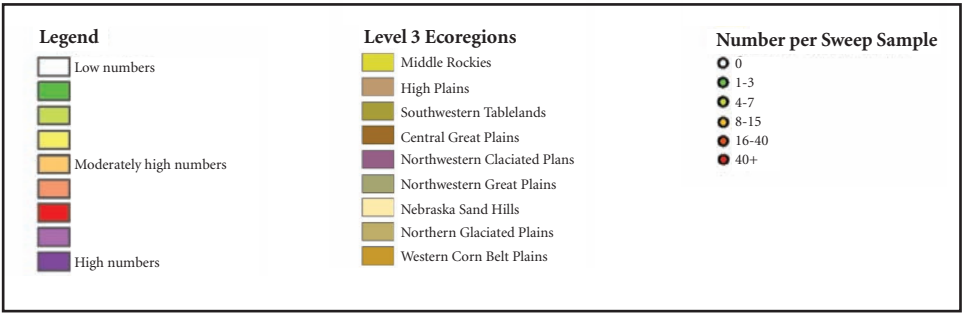 Legend
Low numbers
Moderately high numbers
High numbers
Level 3 Ecoregions
Middle Rockies
High Plains
Southwestern Tablelands
Central Great Plains
Northwestern Claciated Plans
Northwestern Great Plains
Nebraska Sand Hills
Northern Glaciated Plains
Western Corn Belt Plains
Number per Sweep Sample
0
1-3
4-7
8-15
16-40
40+